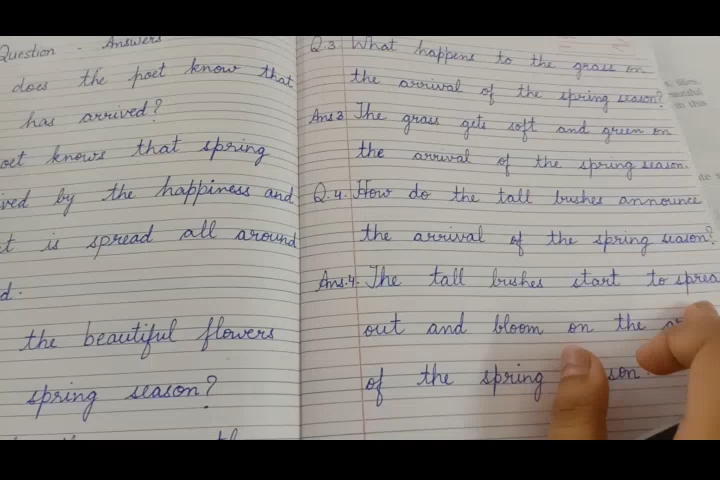 Question - Answers
does the poet know that
has arrived?
oet knows that spring
ved by the happiness and
t is spread all around
d.
the beautiful flowers
spring season?
Q.3 What happens to the grass on
the arrival of the spring season?
Ans 3 The grass gets soft and green on
the arrival of the spring season.
Q.4. How do the tall bushes announce
the arrival of the spring season?
Ans.4. The tall bushes start to sprea
out and bloom on the
of the spring son